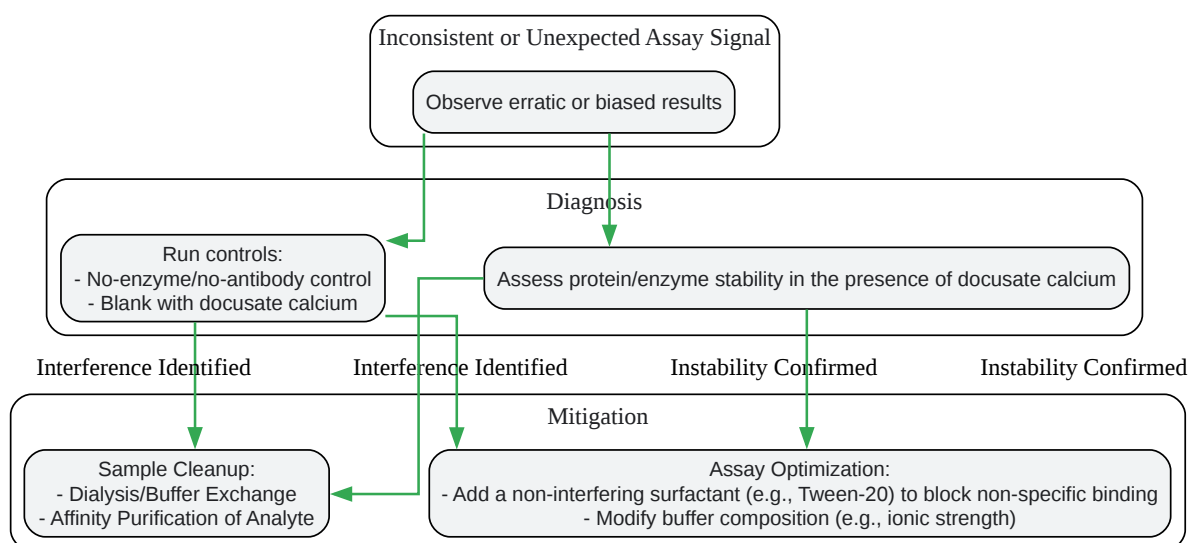 Inconsistent or Unexpected Assay Signal
Observe erratic or biased results
Diagnosis
Run controls:
- No-enzyme/no-antibody control
- Blank with docusate calcium
Assess protein/enzyme stability in the presence of docusate calcium
Interference Identified
Interference Identified
Instability Confirmed
Instability Confirmed
Mitigation
Sample Cleanup:
- Dialysis/Buffer Exchange
- Affinity Purification of Analyte
Assay Optimization:
- Add a non-interfering surfactant (e.g., Tween-20) to block non-specific binding
- Modify buffer composition (e.g., ionic strength)